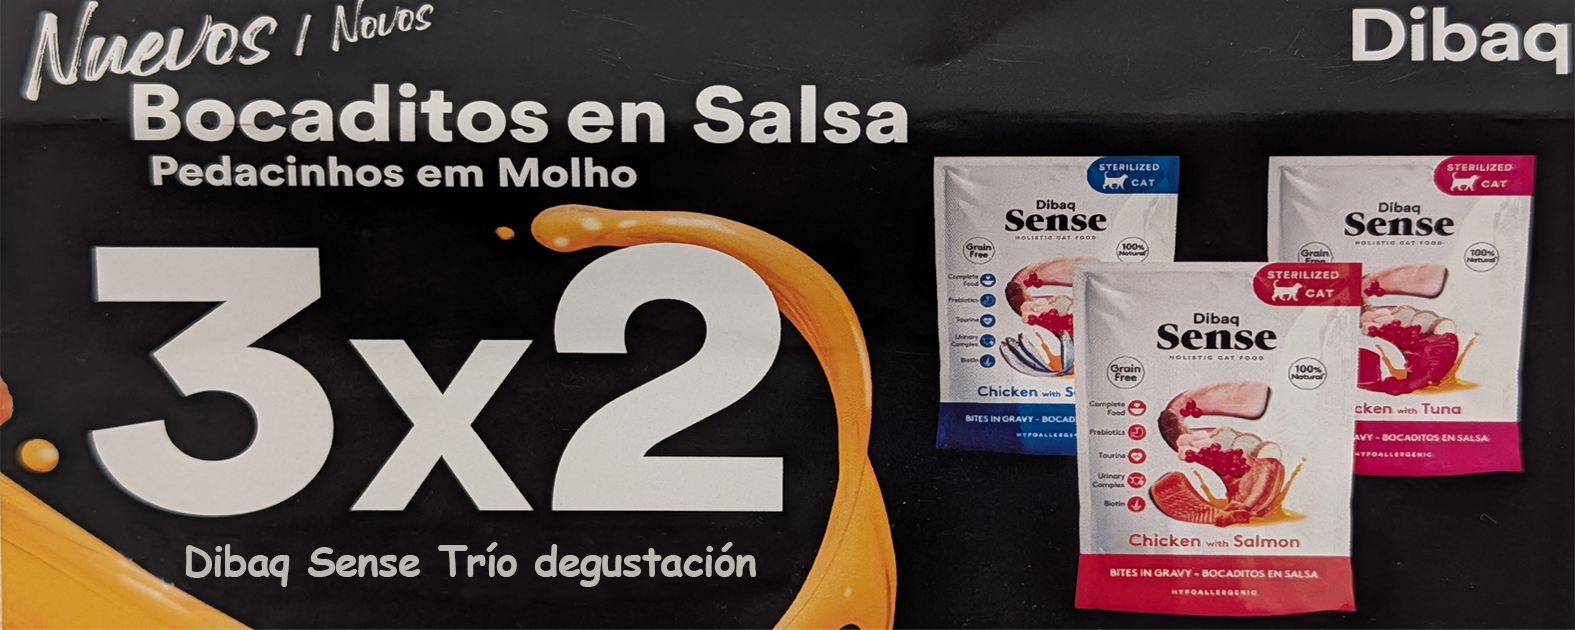 Nuevos / Novos
Dibaq
Bocaditos en Salsa
Pedacinhos em Molho
3x2
Dibaq Sense Trío degustación
STERILIZED
CAT
Dibaq
Sense
HOLISTIC CAT FOOD
Grain
Free
100%
Natural
Complete
Food
Prebiotics
Taurine
Urinary
Complex
Biotin
Chicken with S
BITES IN GRAVY - BOCAD
HYPOALLERGEN
STERILIZED
CAT
Dibaq
Sense
HOLISTIC CAT FOOD
Grain
Free
100%
Natural
cken with Tuna
AVY - BOCADITOS EN SALSA
HYPOALLERGENIC
STERILIZED
CAT
Dibaq
Sense
HOLISTIC CAT FOOD
Grain
Free
100%
Natural
Complete
Food
Prebiotics
Taurine
Urinary
Complex
Biotin
Chicken with Salmon
BITES IN GRAVY - BOCADITOS EN SALSA
HYPOALLERGENIC